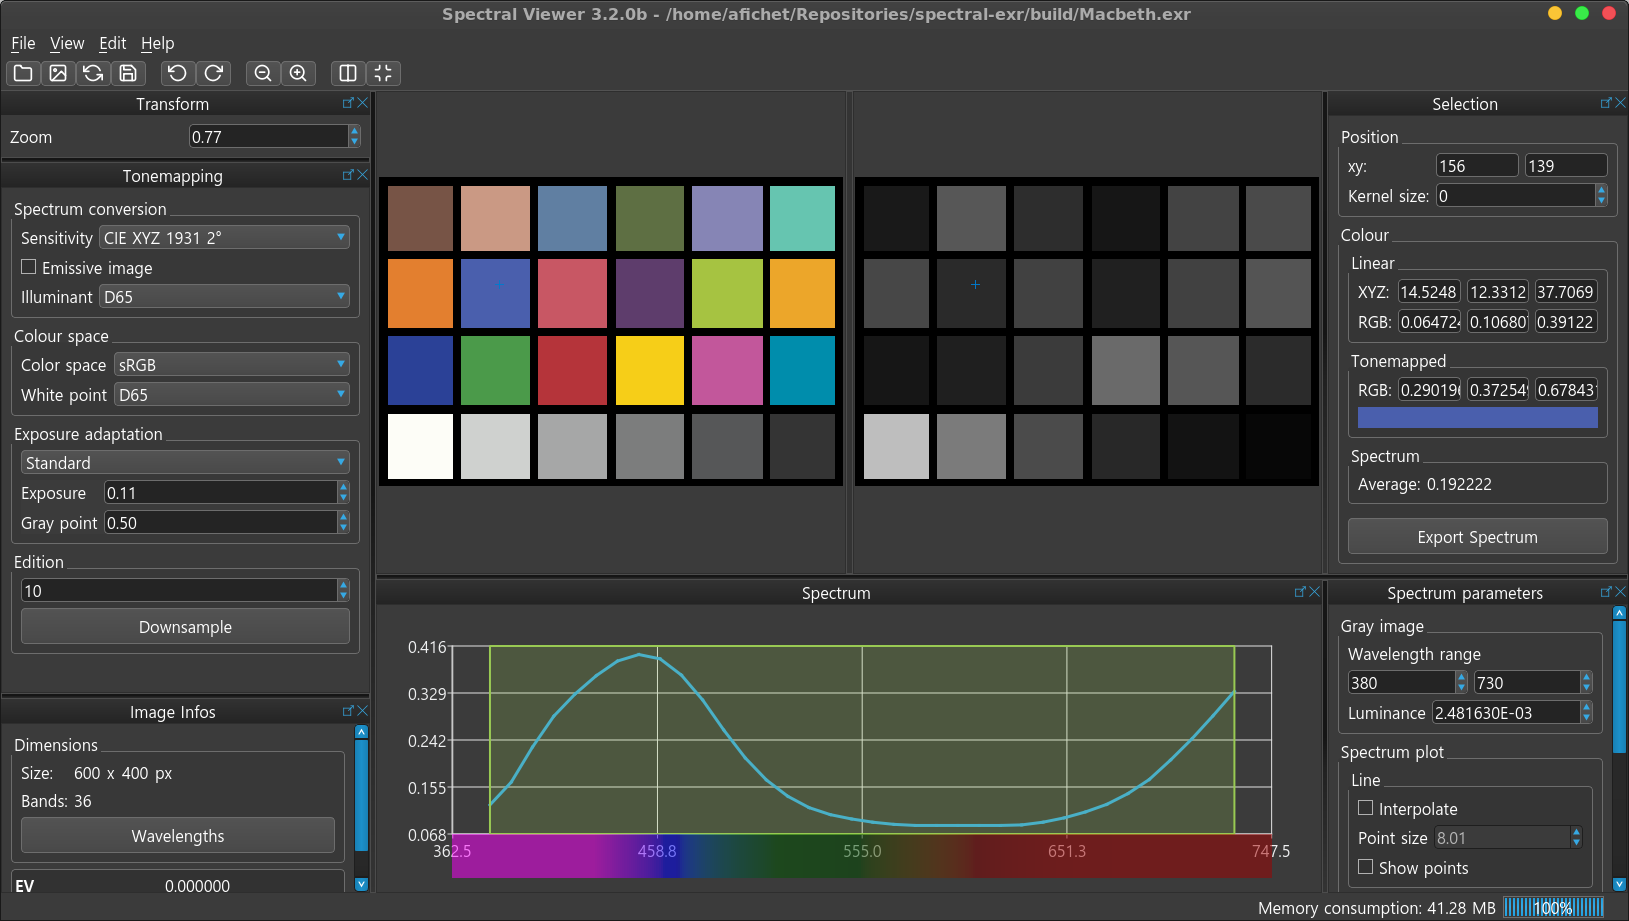 Spectral Viewer 3.2.0b - /home/afichet/Repositories/spectral-exr/build/Macbeth.exr
File View Edit Help
Transform
Zoom 0.77
Tonemapping
Spectrum conversion
Sensitivity CIE XYZ 1931 2°
Emissive image
Illuminant D65
Colour space
Color space sRGB
White point D65
Exposure adaptation
Standard
Exposure 0.11
Gray point 0.50
Edition
10
Downsample
Image Infos
Dimensions
Size: 600 x 400 px
Bands: 36
Wavelengths
EV 0.000000
Spectrum
0.416
0.329
0.242
0.155
0.068
362.5 458.8 555.0 651.3 747.5
Selection
Position
xy: 156 139
Kernel size: 0
Colour
Linear
XYZ: 14.5248 12.3312 37.7069
RGB: 0.06472 0.10680 0.39122
Tonemapped
RGB: 0.29019 0.37254 0.67843
Spectrum
Average: 0.192222
Export Spectrum
Spectrum parameters
Gray image
Wavelength range
380 730
Luminance 2.481630E-03
Spectrum plot
Line
Interpolate
Point size 8.01
Show points
Memory consumption: 41.28 MB 100%